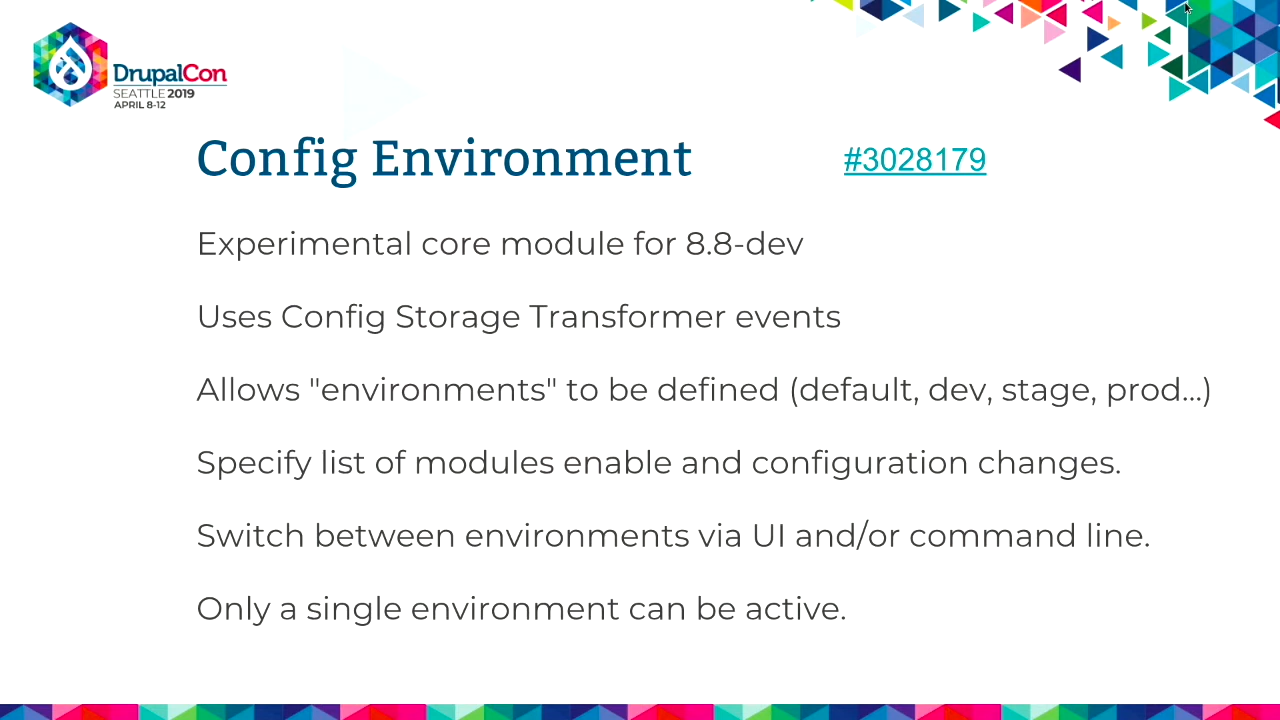 DrupalCon
SEATTLE 2019
APRIL 8-12
Config Environment
#3028179
Experimental core module for 8.8-dev
Uses Config Storage Transformer events
Allows "environments" to be defined (default, dev, stage, prod...)
Specify list of modules enable and configuration changes.
Switch between environments via UI and/or command line.
Only a single environment can be active.